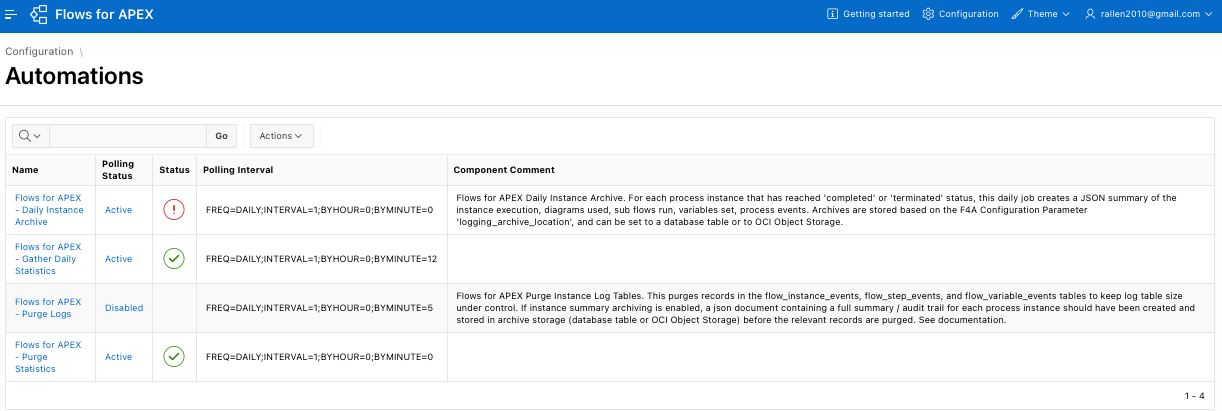 Flows for APEX
Getting started
Configuration
Theme
rallen2010@gmail.com
Configuration \
Automations
Go
Actions
Name
Polling
Status
Status
Polling Interval
Component Comment
Flows for APEX
- Daily Instance
Archive
Active
FREQ=DAILY;INTERVAL=1;BYHOUR=0;BYMINUTE=0
Flows for APEX Daily Instance Archive. For each process instance that has reached 'completed' or 'terminated' status, this daily job creates a JSON summary of the
instance execution, diagrams used, sub flows run, variables set, process events. Archives are stored based on the F4A Configuration Parameter
'logging_archive_location', and can be set to a database table or to OCI Object Storage.
Flows for APEX
- Gather Daily
Statistics
Active
FREQ=DAILY;INTERVAL=1;BYHOUR=0;BYMINUTE=12
Flows for APEX
- Purge Logs
Disabled
FREQ=DAILY;INTERVAL=1;BYHOUR=0;BYMINUTE=5
Flows for APEX Purge Instance Log Tables. This purges records in the flow_instance_events, flow_step_events, and flow_variable_events tables to keep log table size
under control. If instance summary archiving is enabled, a json document containing a full summary / audit trail for each process instance should have been created and
stored in archive storage (database table or OCI Object Storage) before the relevant records are purged. See documentation.
Flows for APEX
- Purge
Statistics
Active
FREQ=DAILY;INTERVAL=1;BYHOUR=0;BYMINUTE=0
1 - 4